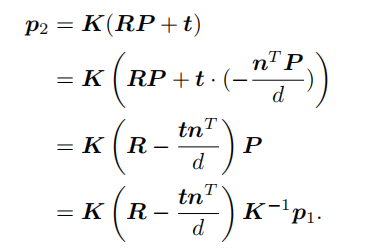 p₂ = K(RP + t)
= K ( RP + t · (− nᵀP / d) )
= K ( R − tnᵀ / d ) P
= K ( R − tnᵀ / d ) K⁻¹p₁.